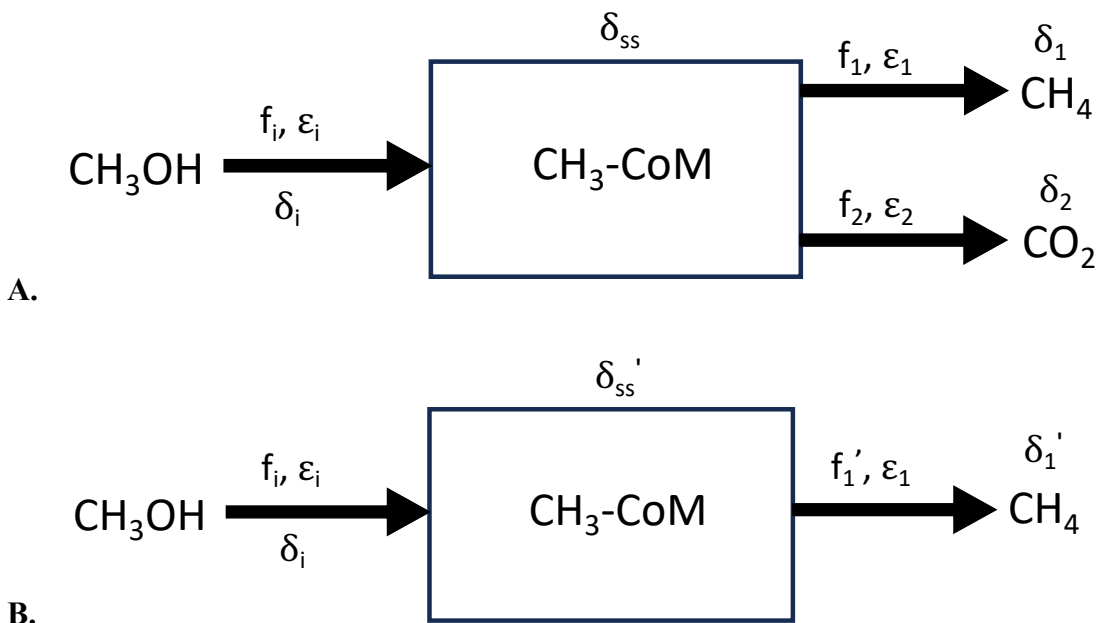 δss
f1, ε1
δ1
CH4
fi, εi
CH3OH
δi
CH3-CoM
f2, ε2
δ2
CO2
A.
δss'
fi, εi
CH3OH
δi
CH3-CoM
f1’, ε1
δ1'
CH4
B.